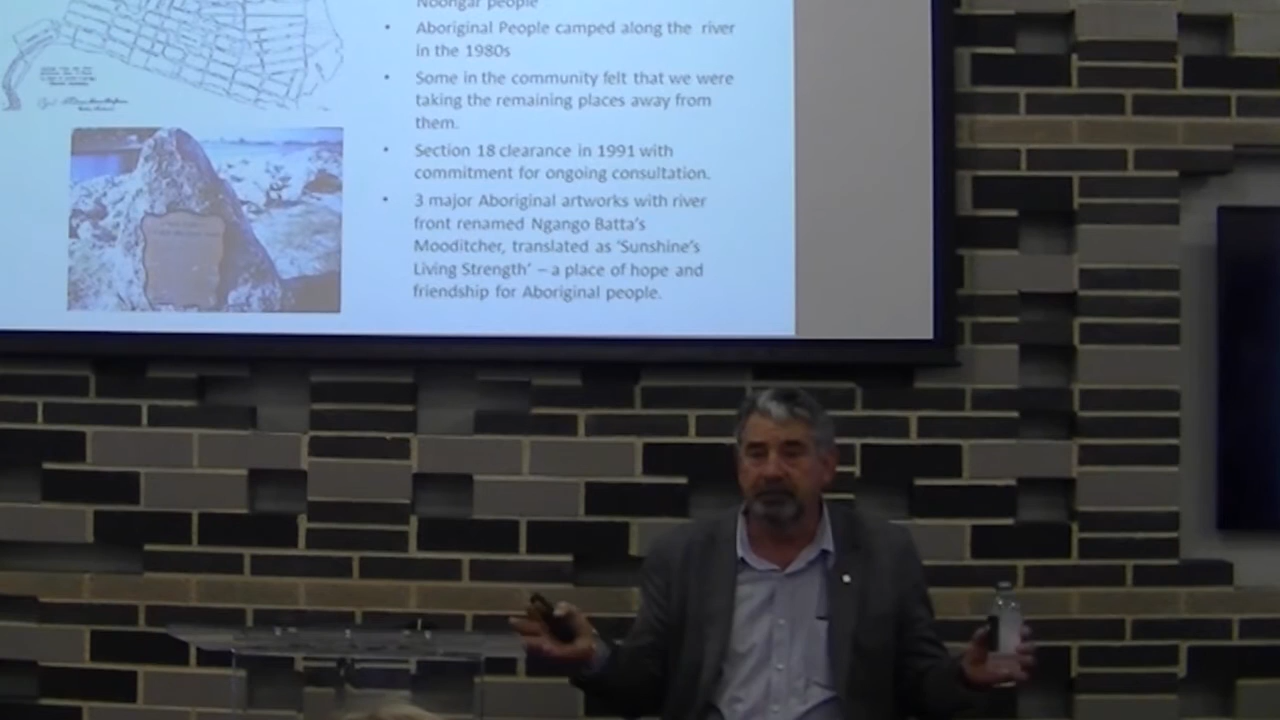 Noongar people
• Aboriginal People camped along the river
in the 1980s
• Some in the community felt that we were
taking the remaining places away from
them.
• Section 18 clearance in 1991 with
commitment for ongoing consultation.
• 3 major Aboriginal artworks with river
front renamed Ngango Batta’s
Mooditcher, translated as ‘Sunshine’s
Living Strength’ – a place of hope and
friendship for Aboriginal people.